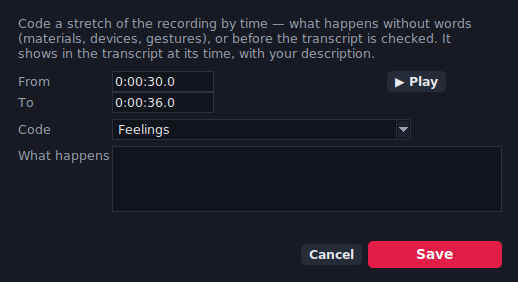 Code a stretch of the recording by time — what happens without words
(materials, devices, gestures), or before the transcript is checked. It
shows in the transcript at its time, with your description.
From 0:00:30.0 ▶ Play
To 0:00:36.0
Code Feelings
What happens
Cancel Save